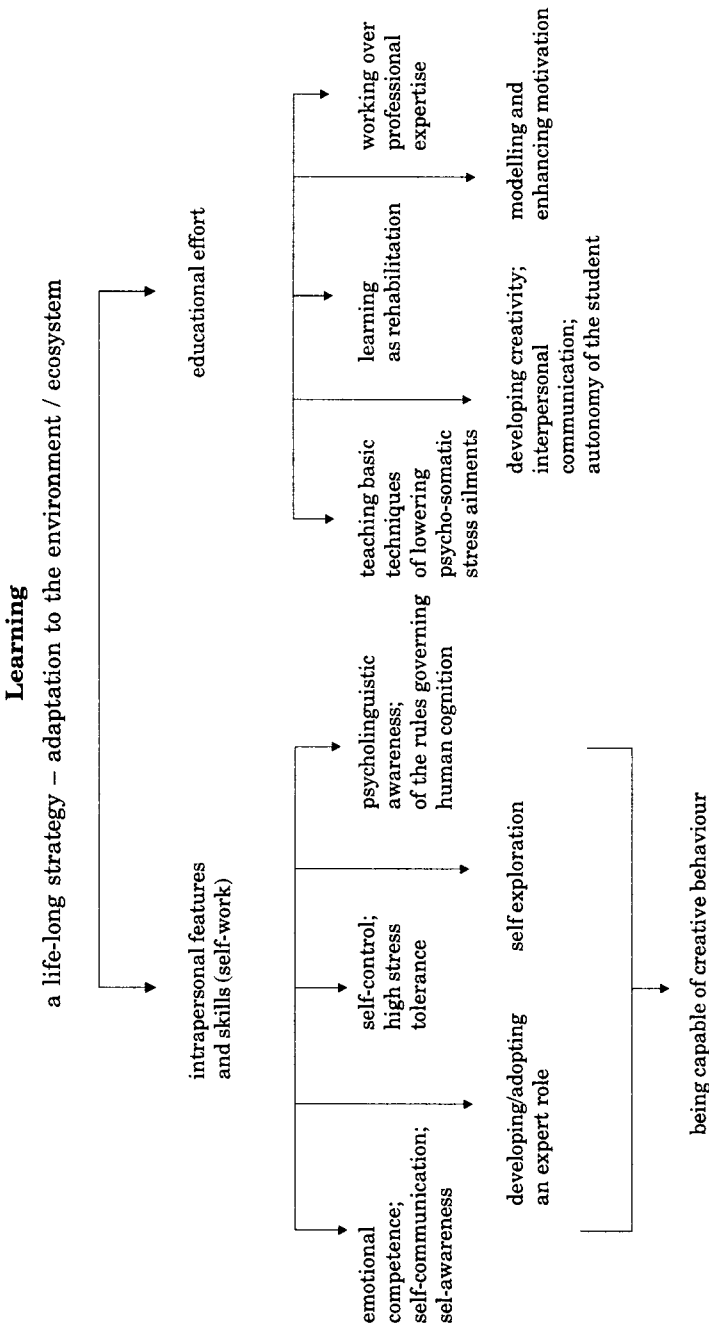 Learning
a life-long strategy – adaptation to the environment / ecosystem
intrapersonal features
and skills (self-work)
educational effort
emotional
competence;
self-communication;
sel-awareness
self-control;
high stress
tolerance
psycholinguistic
awareness;
of the rules governing
human cognition
teaching basic
techniques
of lowering
psycho-somatic
stress ailments
learning
as rehabilitation
working over
professional
expertise
developing/adopting
an expert role
self exploration
developing creativity;
interpersonal
communication;
autonomy of the student
modelling and
enhancing motivation
being capable of creative behaviour